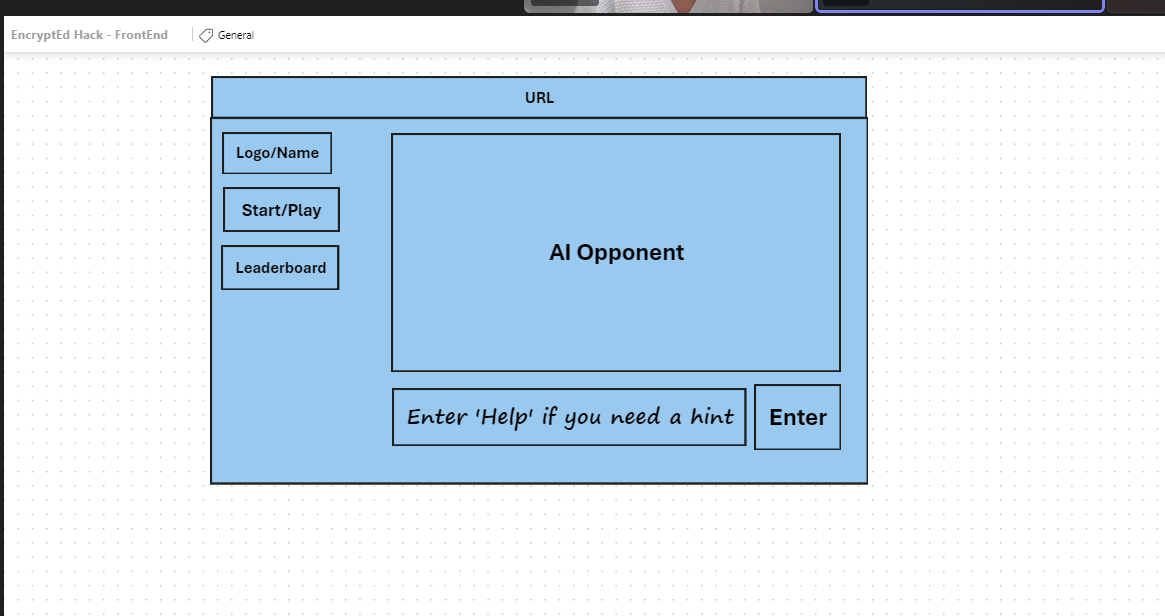 EncryptEd Hack - FrontEnd
General
URL
Logo/Name
Start/Play
Leaderboard
AI Opponent
Enter 'Help' if you need a hint
Enter